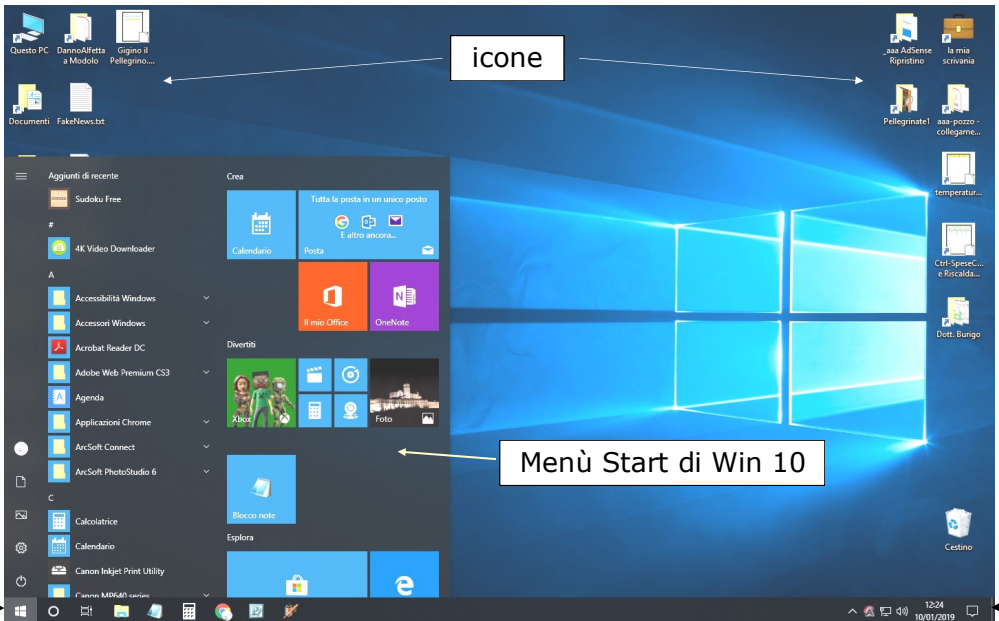 Questo PC
DannoAlfetta
a Modolo
Gigino il
Pellegrino....
icone
_aaa AdSense
Ripristino
la mia
scrivania
Documenti
FakeNews.txt
Pellegrinate1
aaa-pozzo -
collegame...
temperatur...
Ctrl-SpeseC...
e Riscalda...
Dott. Burigo
Cestino
Aggiunti di recente
Sudoku Free
#
4K Video Downloader
A
Accessibilità Windows
Accessori Windows
Acrobat Reader DC
Adobe Web Premium CS3
Agenda
Applicazioni Chrome
ArcSoft Connect
ArcSoft PhotoStudio 6
C
Calcolatrice
Calendario
Canon Inkjet Print Utility
Canon MP640 series
Crea
Calendario
Tutta la posta in un unico posto
E altro ancora...
Posta
Il mio Office
OneNote
Divertiti
Xbox
Foto
Blocco note
Esplora
Menù Start di Win 10
12:24
10/01/2019